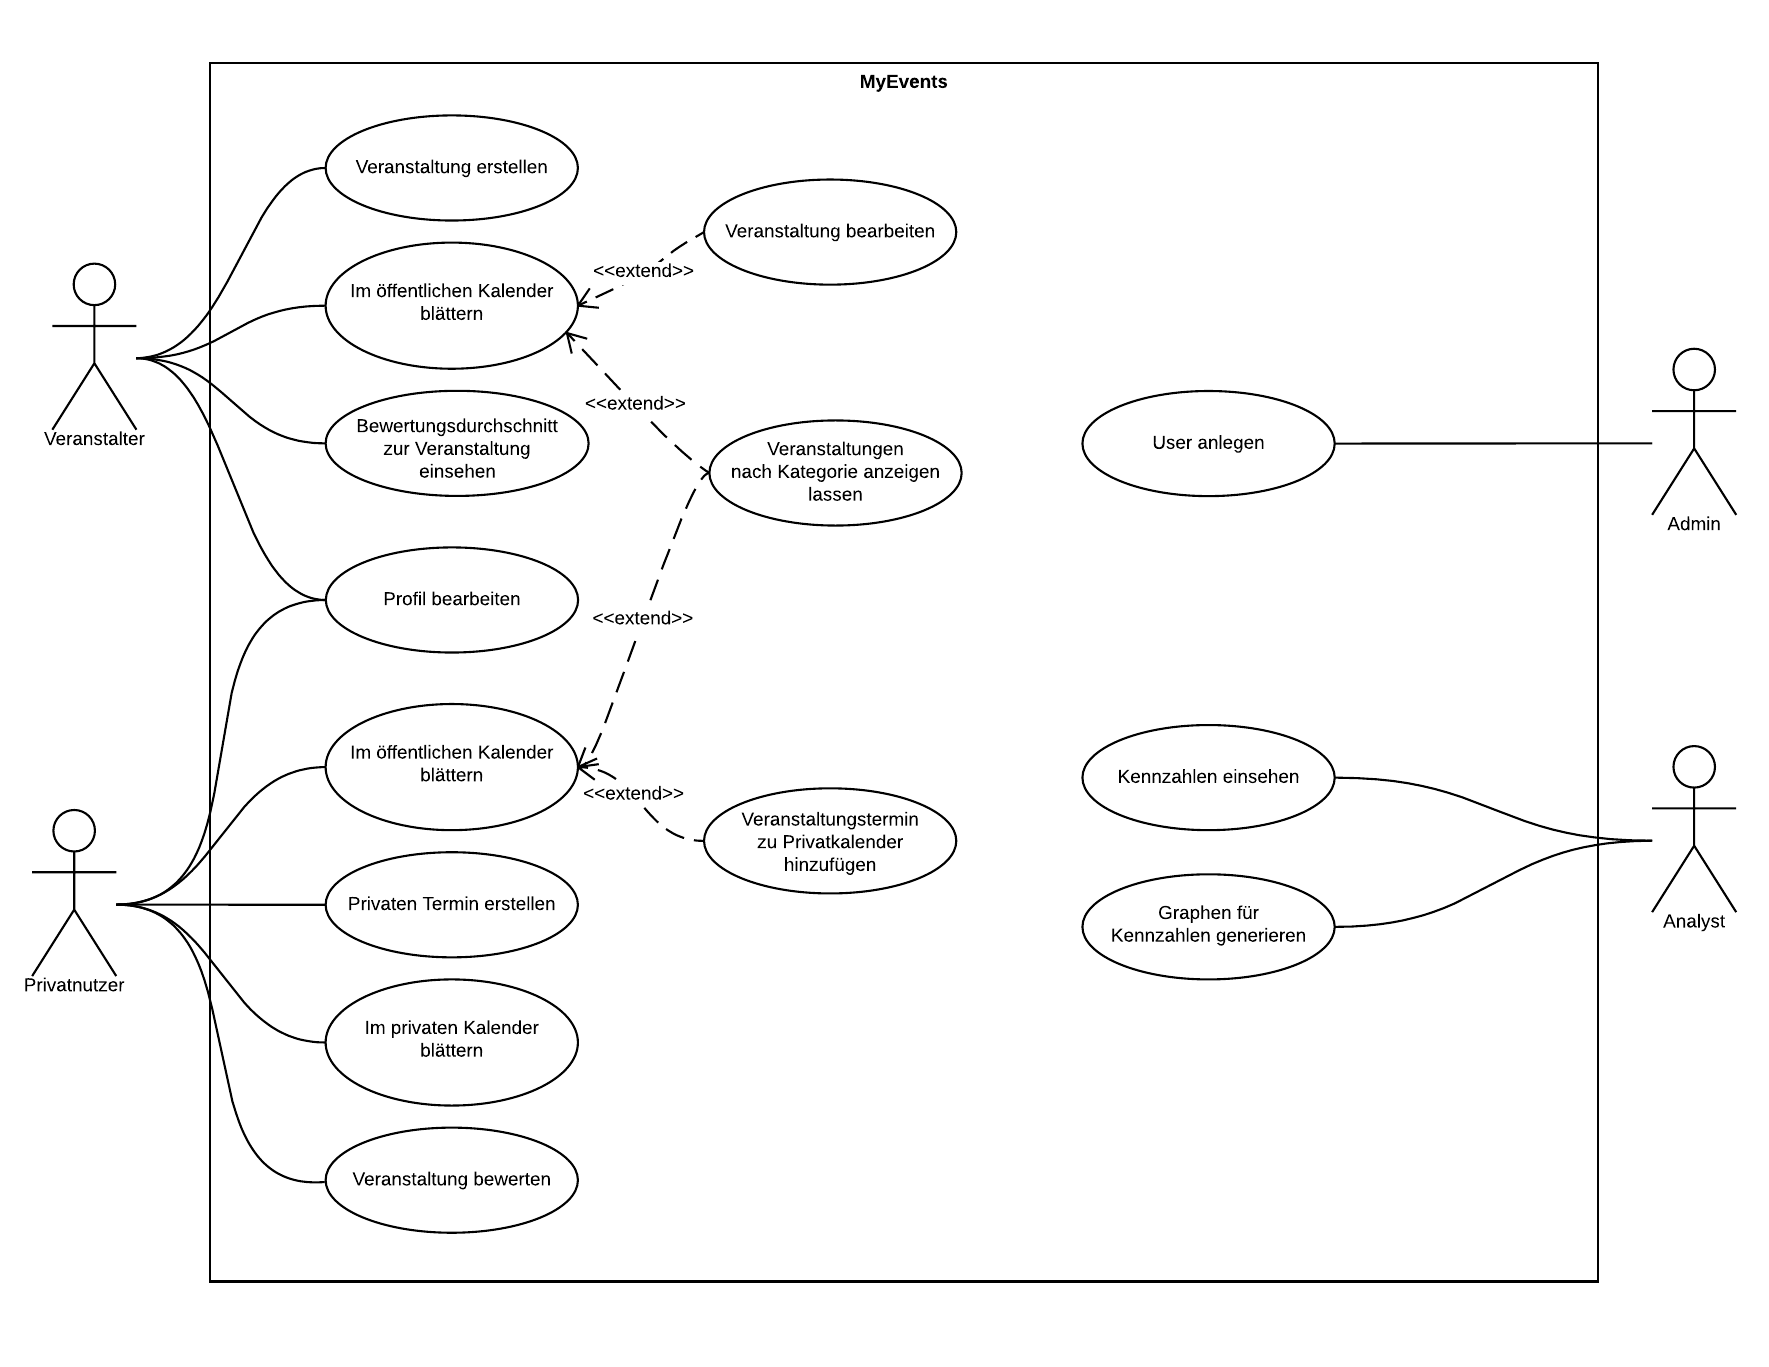 MyEvents
Veranstaltung erstellen
Veranstaltung bearbeiten
<<extend>>
Im öffentlichen Kalender
blättern
<<extend>>
Veranstalter
Bewertungsdurchschnitt
zur Veranstaltung
einsehen
Veranstaltungen
nach Kategorie anzeigen
lassen
User anlegen
Admin
Profil bearbeiten
<<extend>>
Im öffentlichen Kalender
blättern
<<extend>>
Veranstaltungstermin
zu Privatkalender
hinzufügen
Kennzahlen einsehen
Graphen für
Kennzahlen generieren
Analyst
Privaten Termin erstellen
Privatnutzer
Im privaten Kalender
blättern
Veranstaltung bewerten